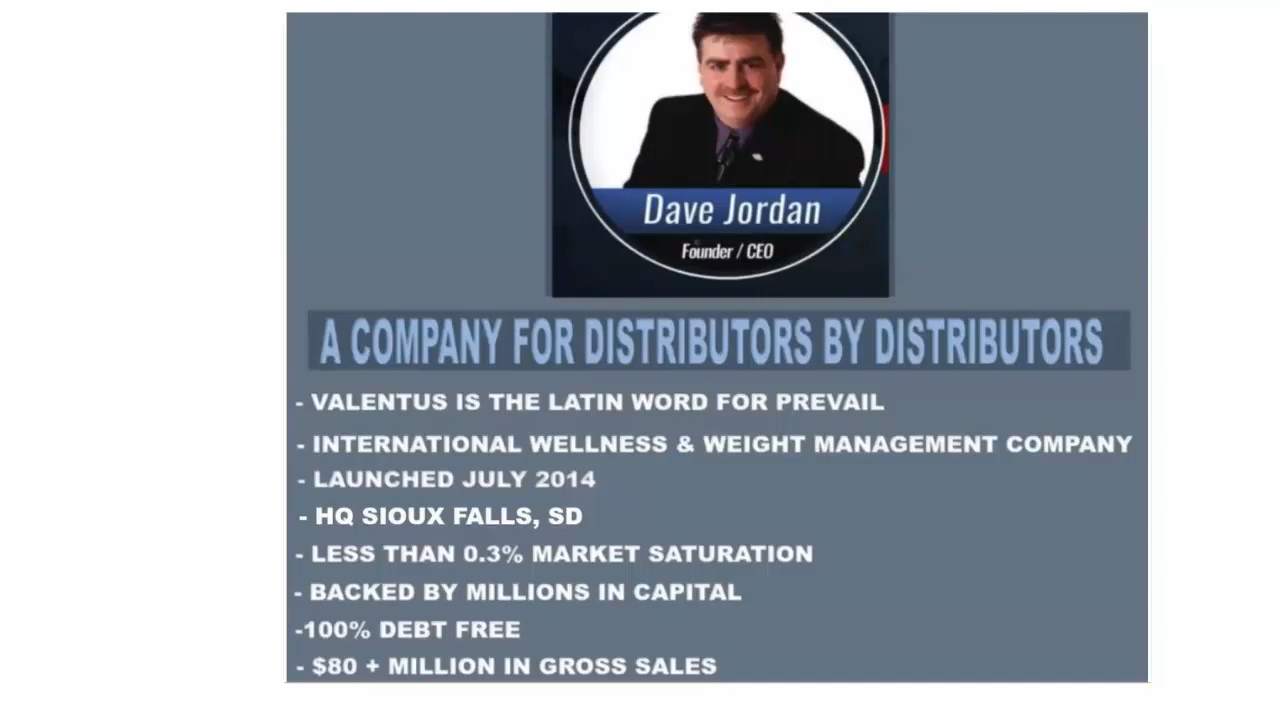 Dave Jordan
Founder / CEO
A COMPANY FOR DISTRIBUTORS BY DISTRIBUTORS
- VALENTUS IS THE LATIN WORD FOR PREVAIL
- INTERNATIONAL WELLNESS & WEIGHT MANAGEMENT COMPANY
- LAUNCHED JULY 2014
- HQ SIOUX FALLS, SD
- LESS THAN 0.3% MARKET SATURATION
- BACKED BY MILLIONS IN CAPITAL
-100% DEBT FREE
- $80 + MILLION IN GROSS SALES